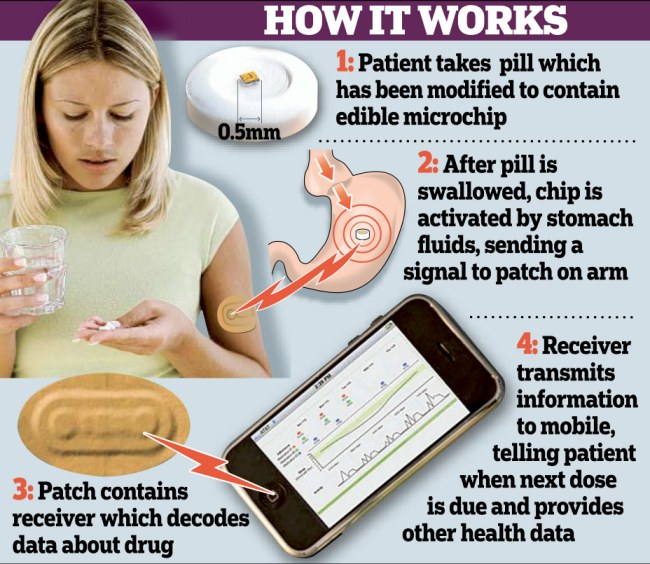 HOW IT WORKS
1: Patient takes pill which
has been modified to contain
edible microchip
0.5mm
2: After pill is
swallowed, chip is
activated by stomach
fluids, sending a
signal to patch on arm
4: Receiver
transmits
information
to mobile,
telling patient
when next dose
is due and provides
other health data
3: Patch contains
receiver which decodes
data about drug